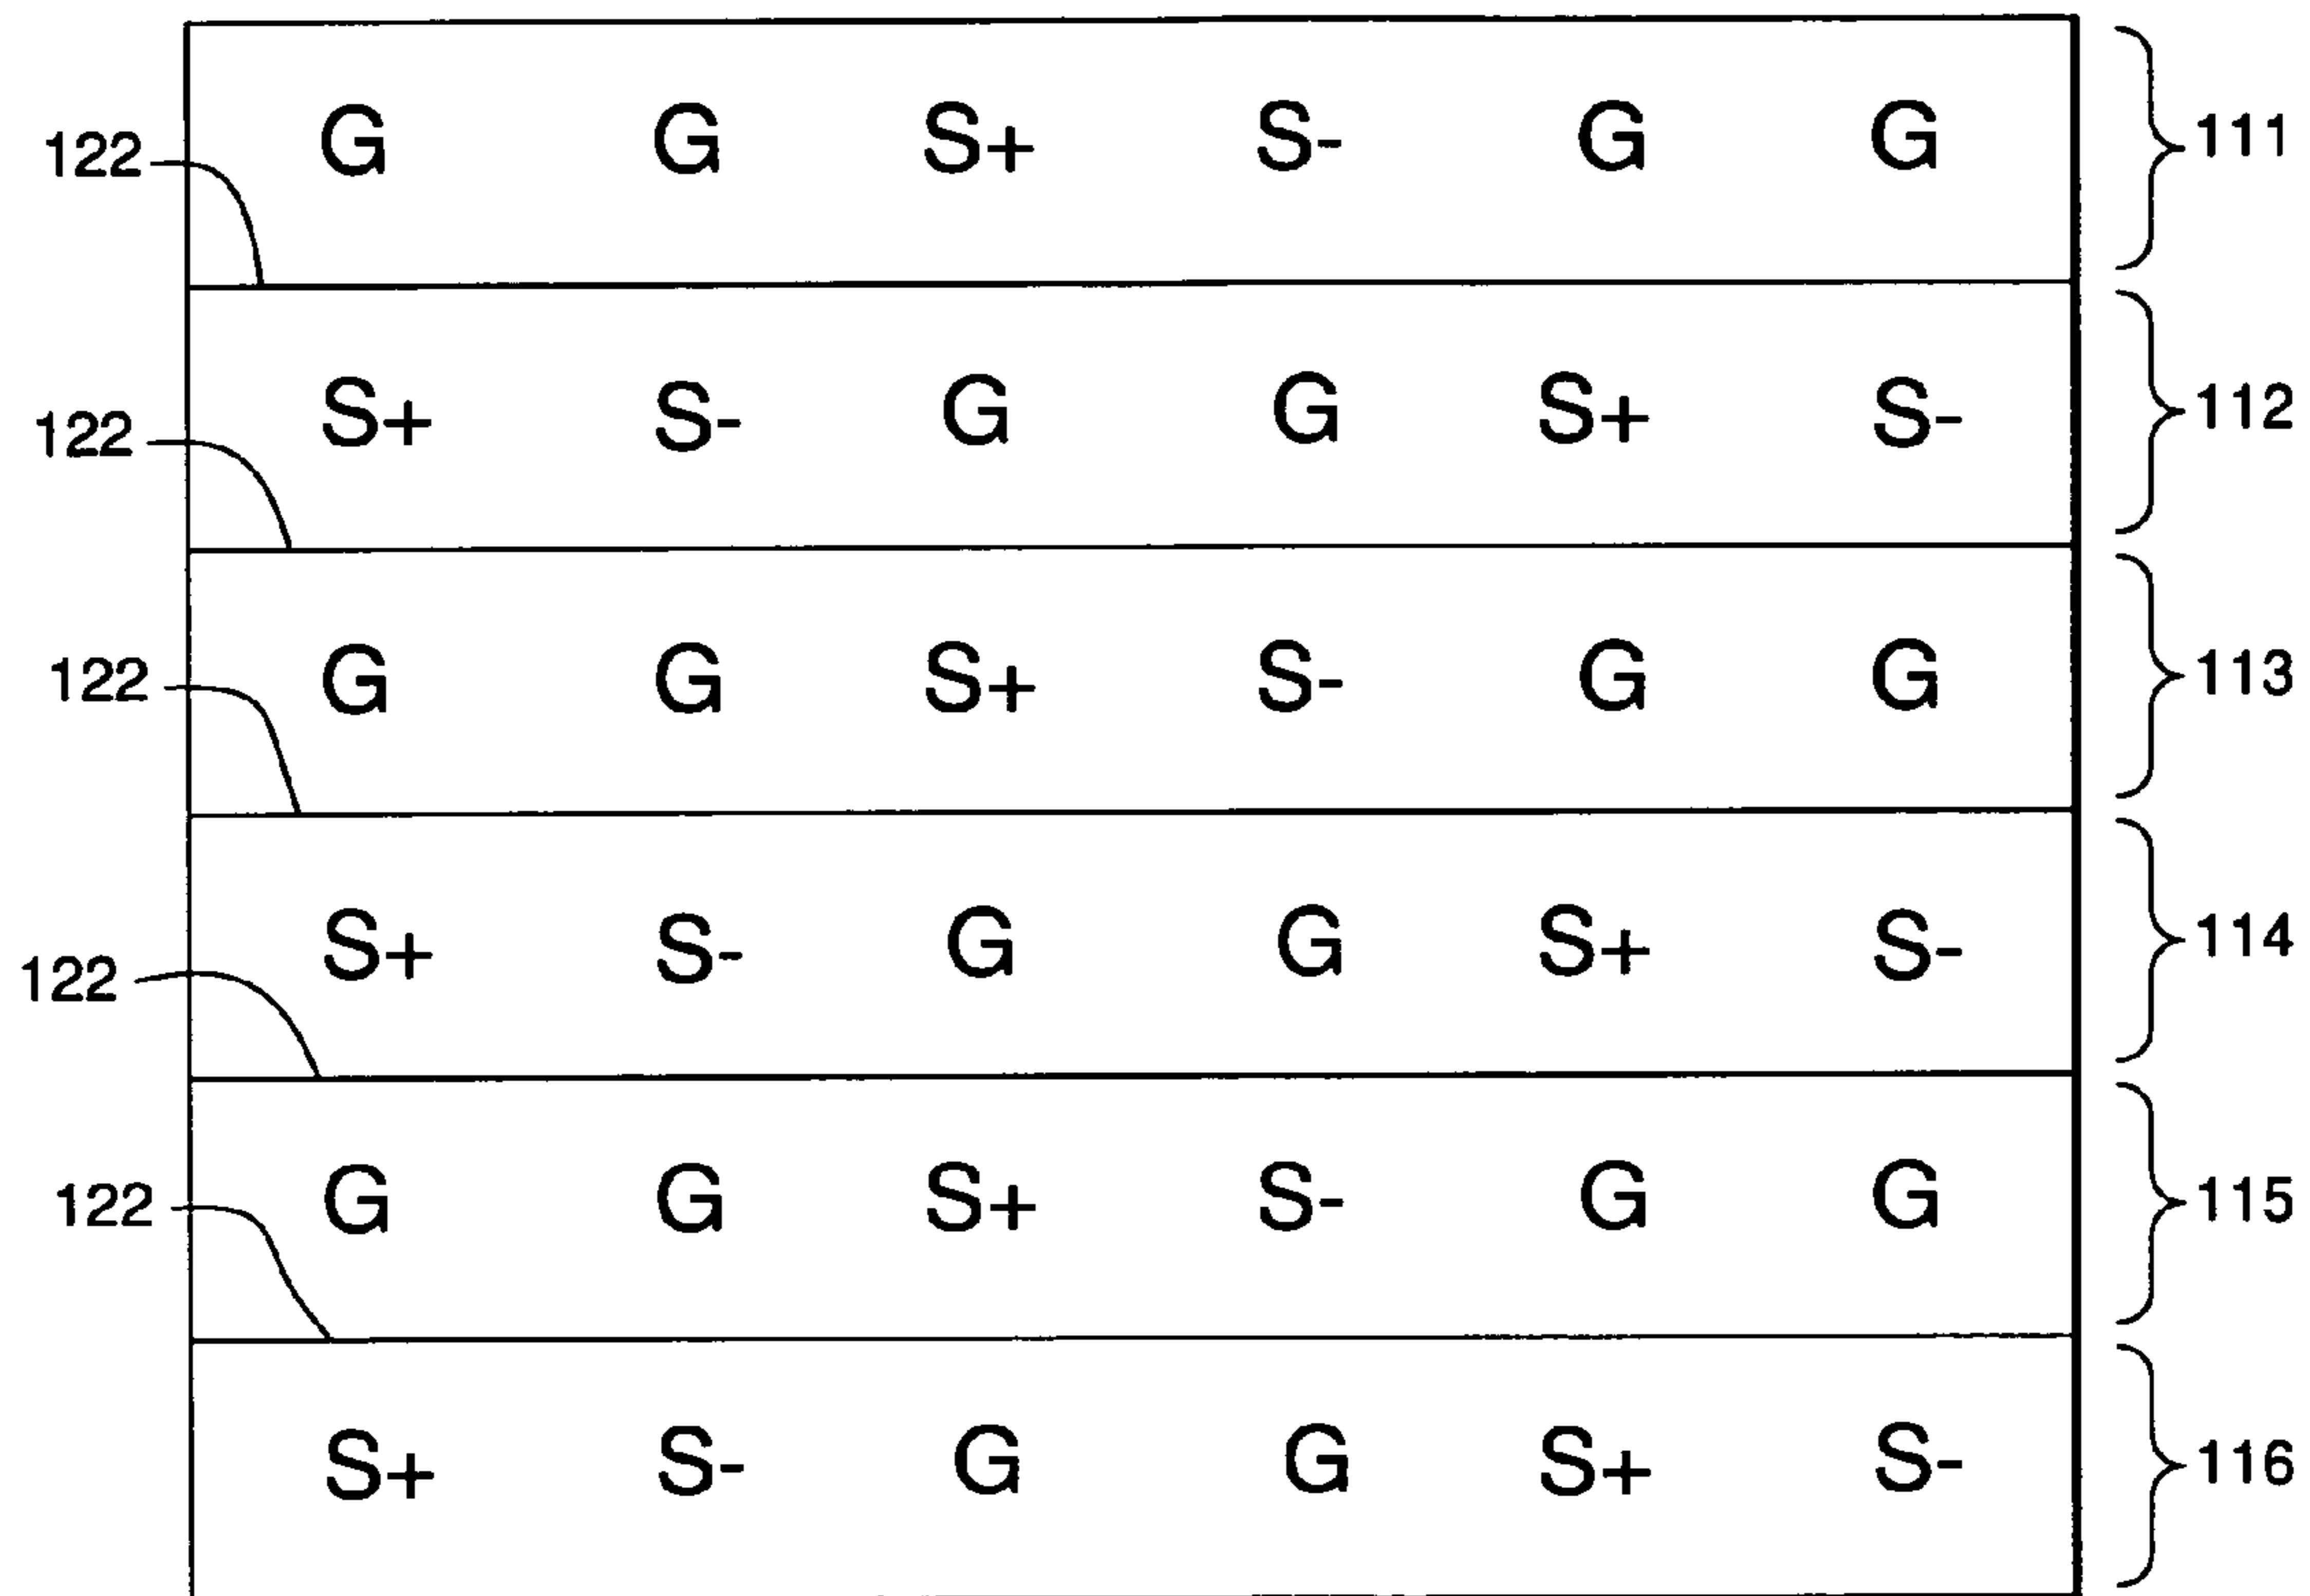 122 G G S+ S- G G 111
122 S+ S- G G S+ S- 112
122 G G S+ S- G G 113
122 S+ S- G G S+ S- 114
122 G G S+ S- G G 115
S+ S- G G S+ S- 116